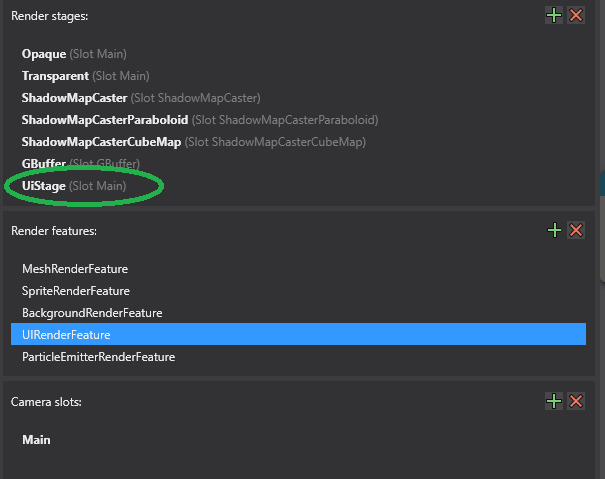 Render stages:
Opaque (Slot Main)
Transparent (Slot Main)
ShadowMapCaster (Slot ShadowMapCaster)
ShadowMapCasterParaboloid (Slot ShadowMapCasterParaboloid)
ShadowMapCasterCubeMap (Slot ShadowMapCasterCubeMap)
GBuffer (Slot GBuffer)
UiStage (Slot Main)
Render features:
MeshRenderFeature
SpriteRenderFeature
BackgroundRenderFeature
UIRenderFeature
ParticleEmitterRenderFeature
Camera slots:
Main